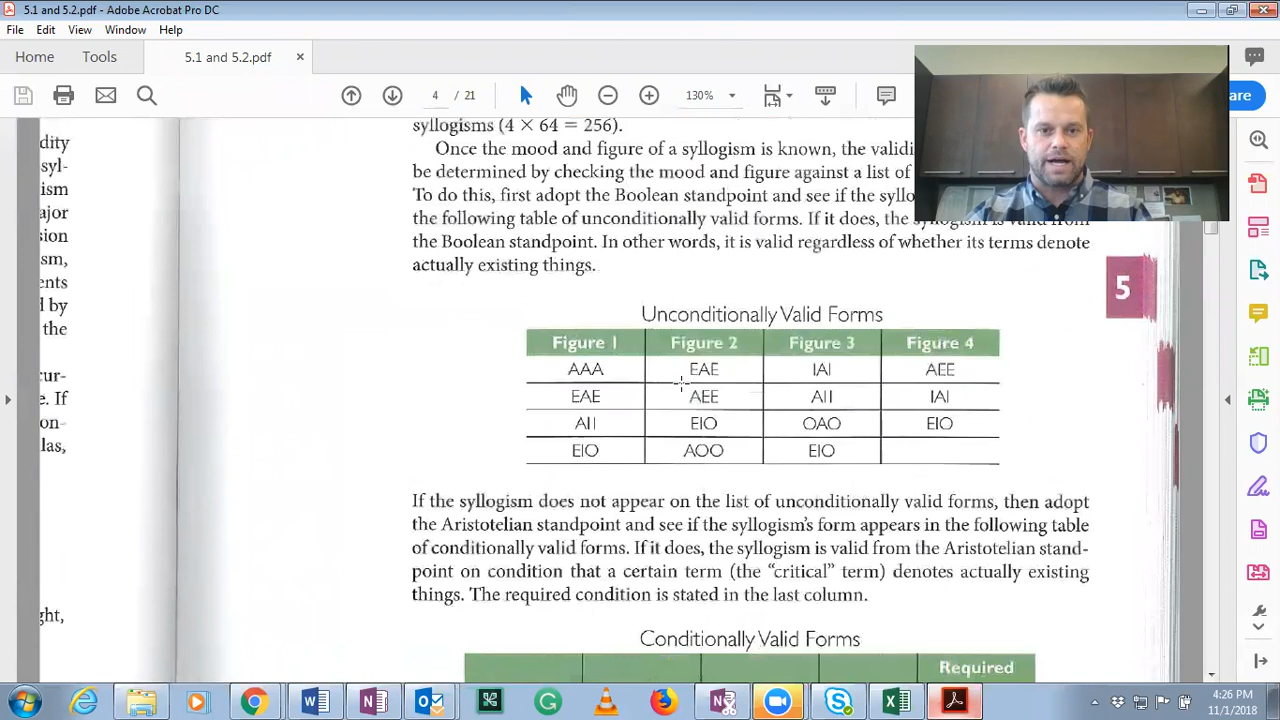 5.1 and 5.2.pdf - Adobe Acrobat Pro DC
File Edit View Window Help
Home Tools 5.1 and 5.2.pdf ×
4 / 21 130%
are
syllogisms (4 × 64 = 256).
Once the mood and figure of a syllogism is known, the
be determined by checking the mood and figure against a list of
To do this, first adopt the Boolean standpoint and see if the
the following table of unconditionally valid forms. If it does, the syllogism is valid from
the Boolean standpoint. In other words, it is valid regardless of whether its terms denote
actually existing things.
dity
syl-
ism
ajor
sion
ism,
ents
d by
the
cur-
e. If
on-
las,
ght,
5
Unconditionally Valid Forms
Figure 1 Figure 2 Figure 3 Figure 4
AAA EAE IAI AEE
EAE AEE AII IAI
AII EIO OAO EIO
EIO AOO EIO
If the syllogism does not appear on the list of unconditionally valid forms, then adopt
the Aristotelian standpoint and see if the syllogism's form appears in the following table
of conditionally valid forms. If it does, the syllogism is valid from the Aristotelian stand-
point on condition that a certain term (the “critical” term) denotes actually existing
things. The required condition is stated in the last column.
Conditionally Valid Forms
Required
4:26 PM
11/1/2018